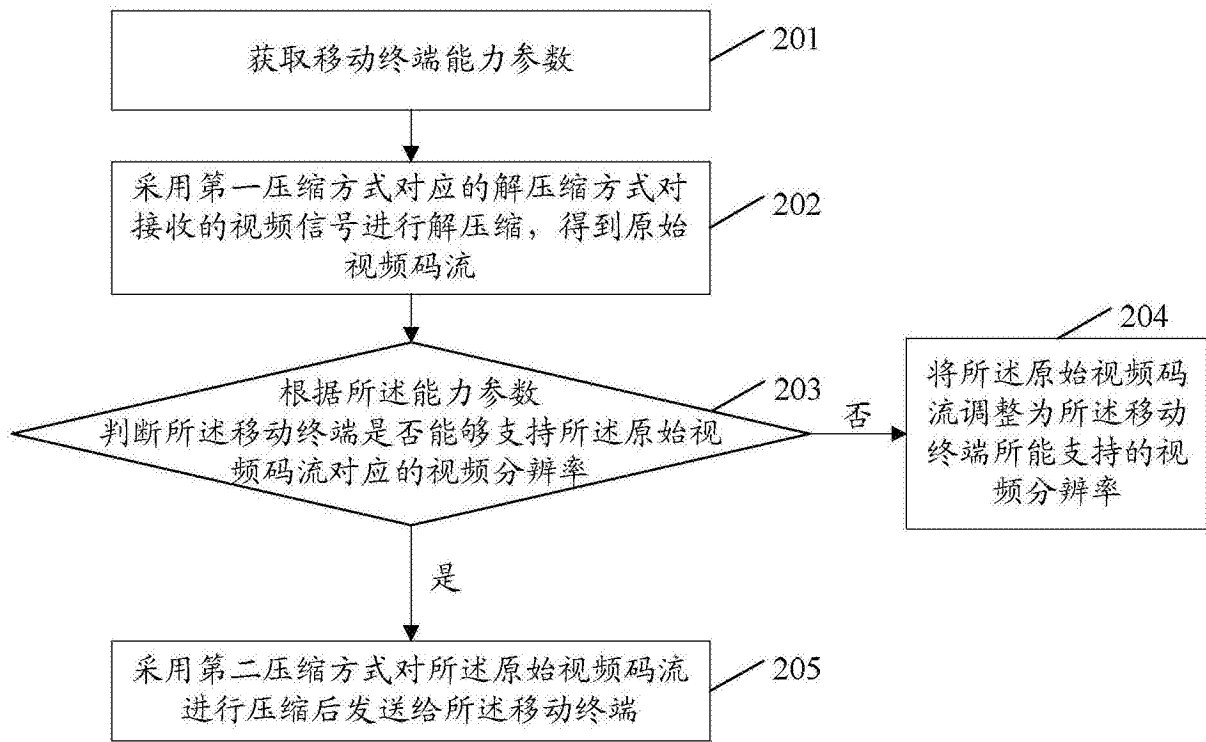 获取移动终端能力参数
201
采用第一压缩方式对应的解压缩方式对
接收的视频信号进行解压缩，得到原始
视频码流
202
根据所述能力参数
判断所述移动终端是否能够支持所述原始视
频码流对应的视频分辨率
203
否
204
将所述原始视频码
流调整为所述移动
终端所能支持的视
频分辨率
是
采用第二压缩方式对所述原始视频码流
进行压缩后发送给所述移动终端
205